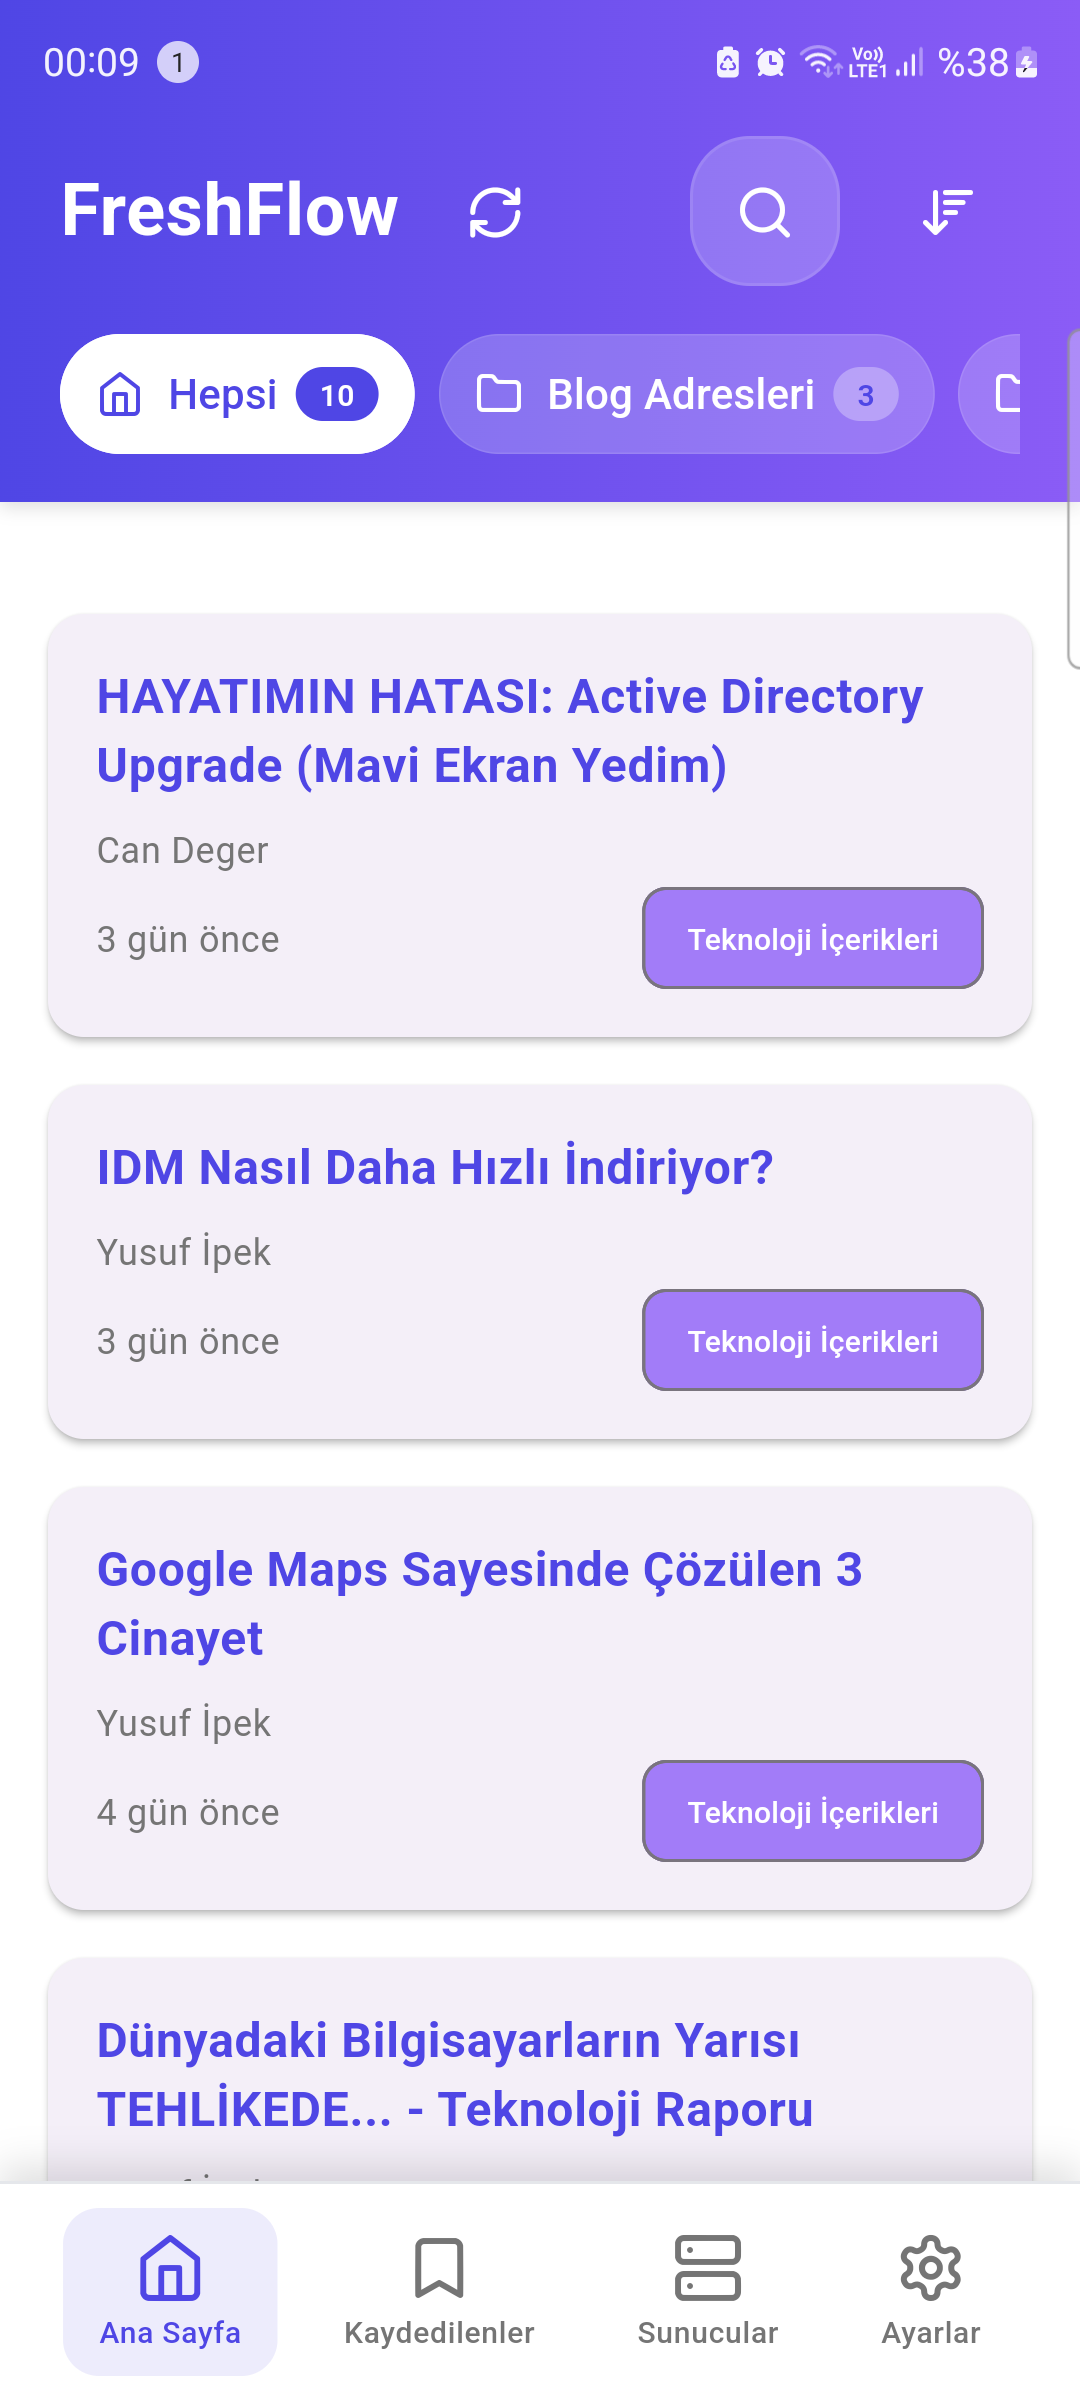 00:09 1 Vo)) LTE1 %38
FreshFlow
Hepsi 10 Blog Adresleri 3
HAYATIMIN HATASI: Active Directory
Upgrade (Mavi Ekran Yedim)
Can Deger
3 gün önce Teknoloji İçerikleri
IDM Nasıl Daha Hızlı İndiriyor?
Yusuf İpek
3 gün önce Teknoloji İçerikleri
Google Maps Sayesinde Çözülen 3
Cinayet
Yusuf İpek
4 gün önce Teknoloji İçerikleri
Dünyadaki Bilgisayarların Yarısı
TEHLİKEDE... - Teknoloji Raporu
Ana Sayfa Kaydedilenler Sunucular Ayarlar